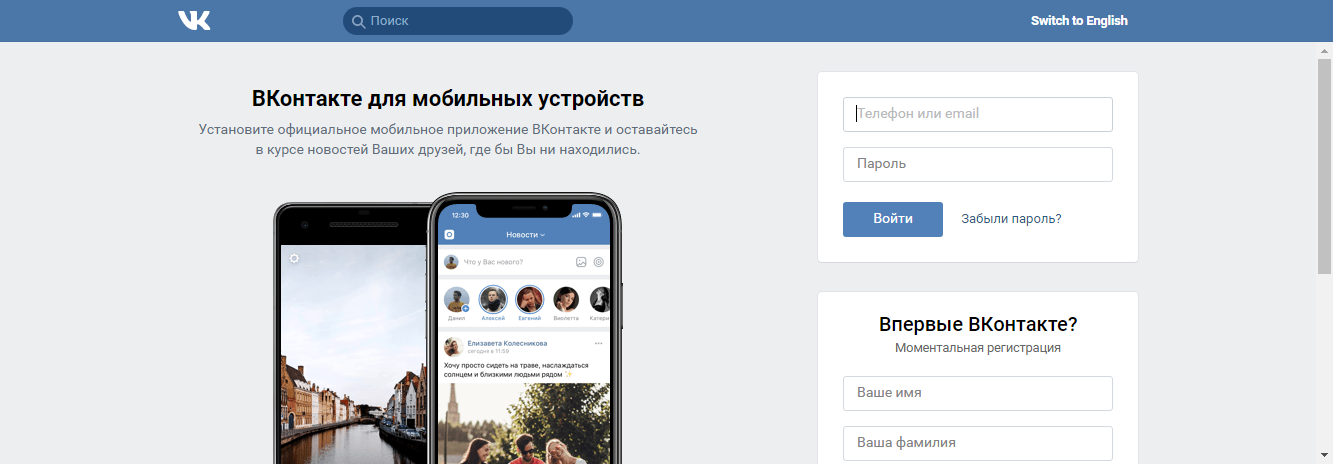 VK
Поиск
Switch to English
ВКонтакте для мобильных устройств
Установите официальное мобильное приложение ВКонтакте и оставайтесь
в курсе новостей Ваших друзей, где бы Вы ни находились.
12:30
Новости
Что у Вас нового?
Данил Алексей Евгений Виолетта Катери
Елизавета Колесникова
сегодня в 11:59
Хочу просто сидеть на траве, наслаждаться
солнцем и близкими людьми рядом ✨
Телефон или email
Пароль
Войти
Забыли пароль?
Впервые ВКонтакте?
Моментальная регистрация
Ваше имя
Ваша фамилия